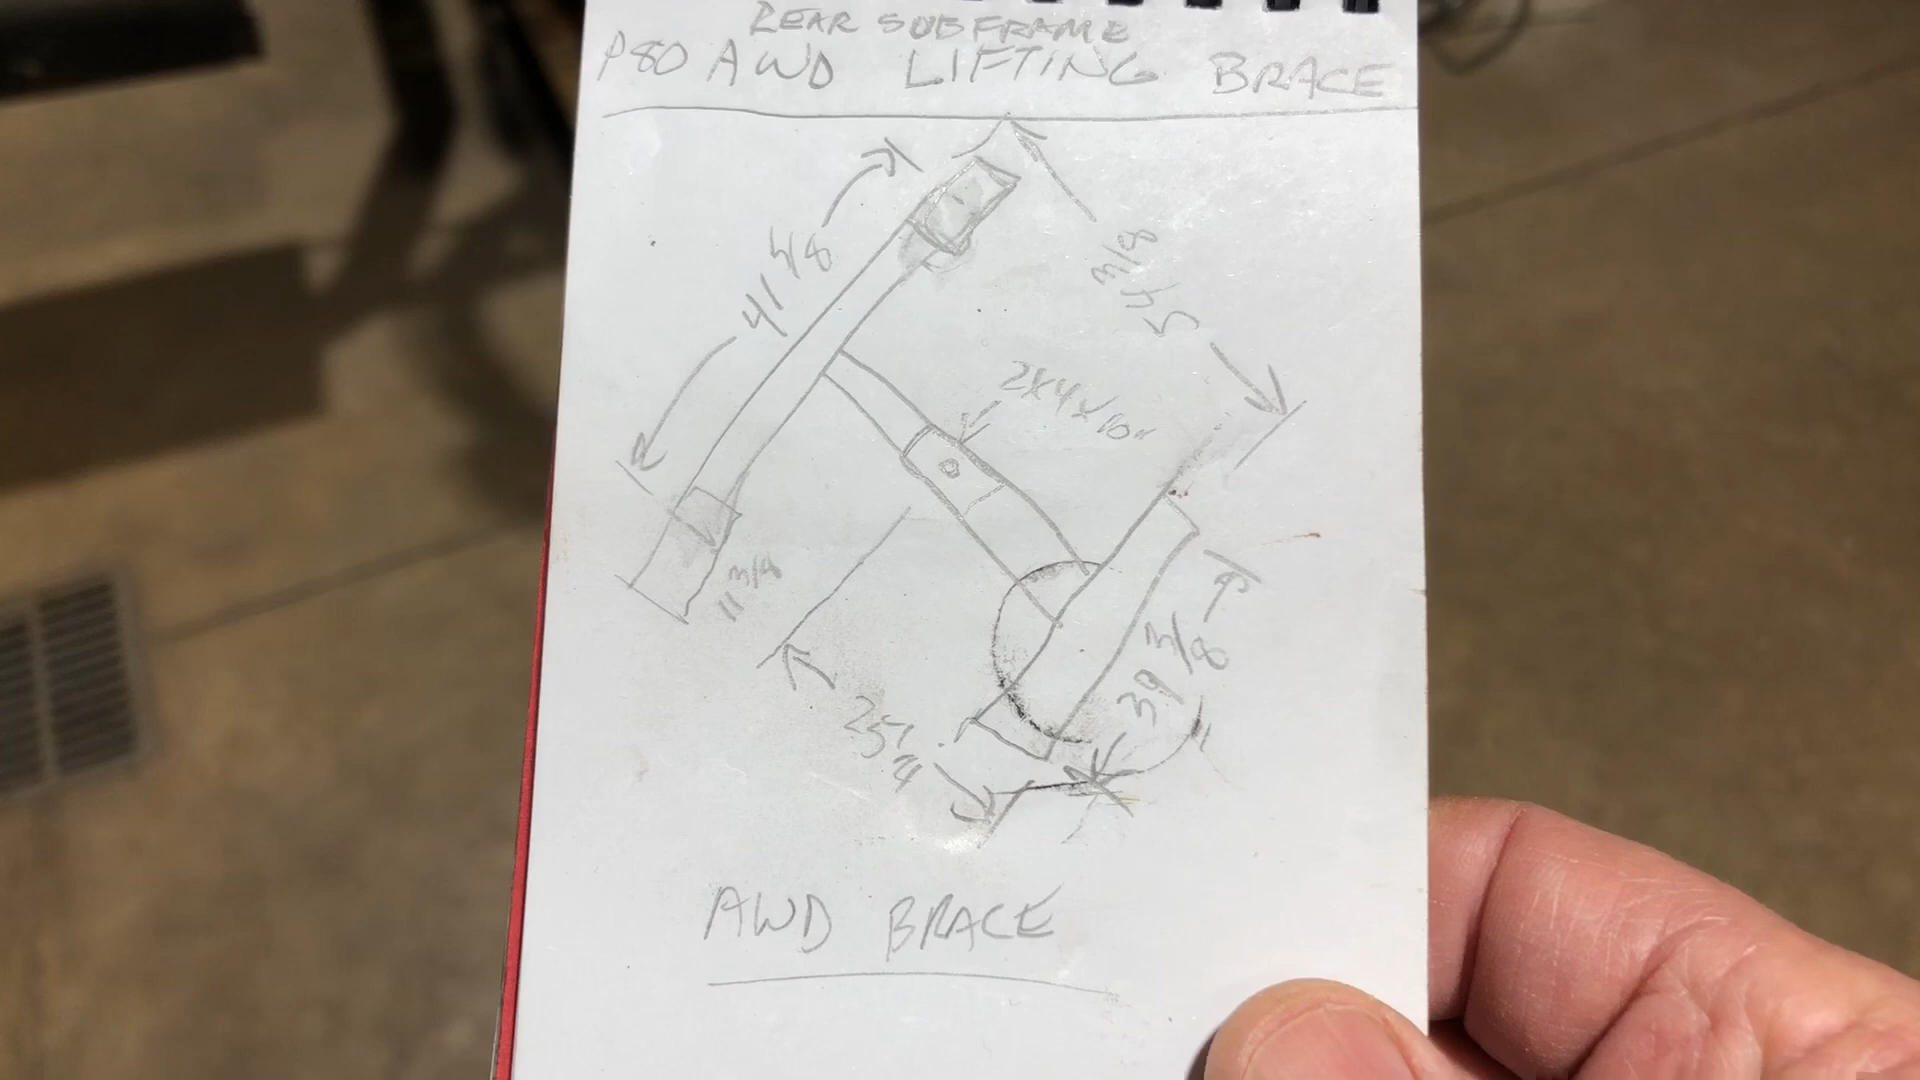 REAR SUBFRAME
P80 AWD LIFTING BRACE
41 5/8
54 3/8
2X4X10"
11 3/8
39 3/8
25 1/4
AWD BRACE